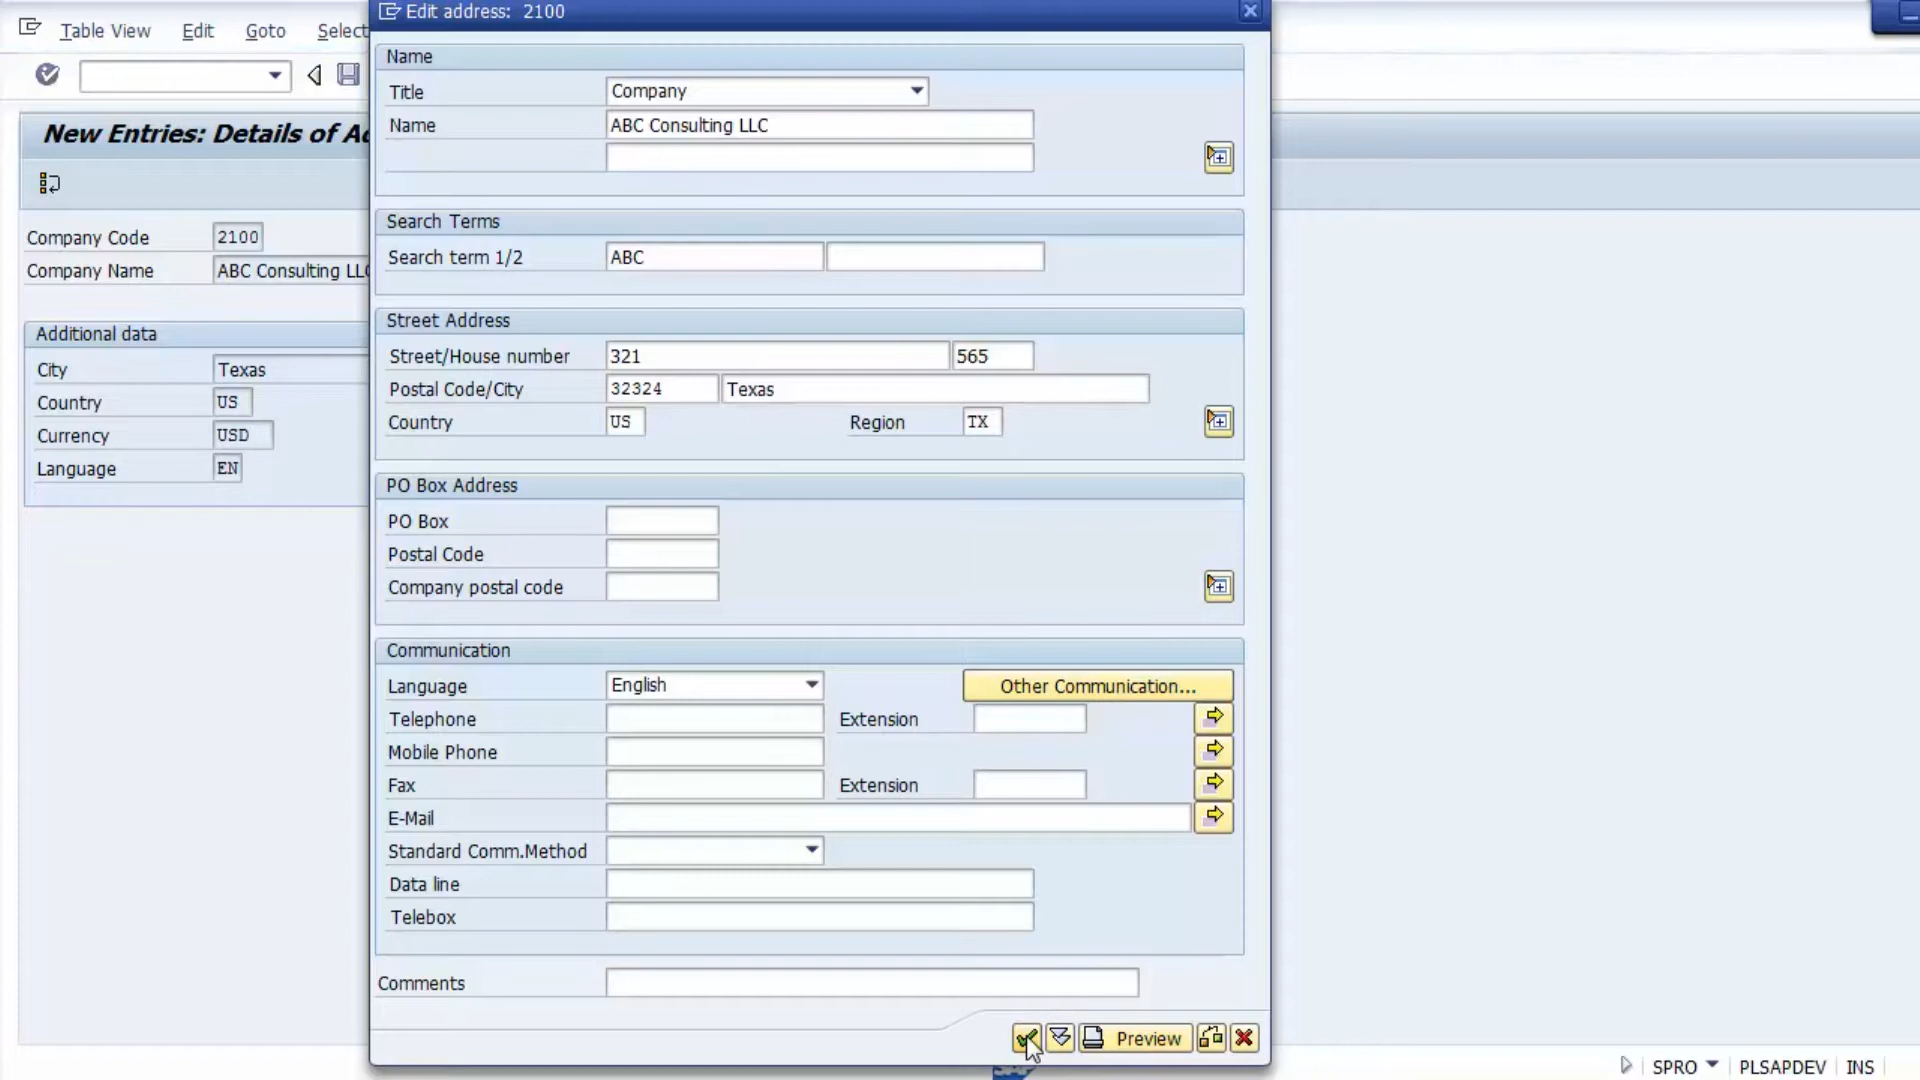 Edit address: 2100
Table View Edit Goto Select
Name
Title Company
Name ABC Consulting LLC
New Entries: Details of Ad
Search Terms
Search term 1/2 ABC
Company Code 2100
Company Name ABC Consulting LLC
Street Address
Additional data
Street/House number 321 565
City Texas
Postal Code/City 32324 Texas
Country US
Country US Region TX
Currency USD
Language EN
PO Box Address
PO Box
Postal Code
Company postal code
Communication
Language English Other Communication...
Telephone Extension
Mobile Phone
Fax Extension
E-Mail
Standard Comm.Method
Data line
Telebox
Comments
Preview
SPRO PLSAPDEV INS